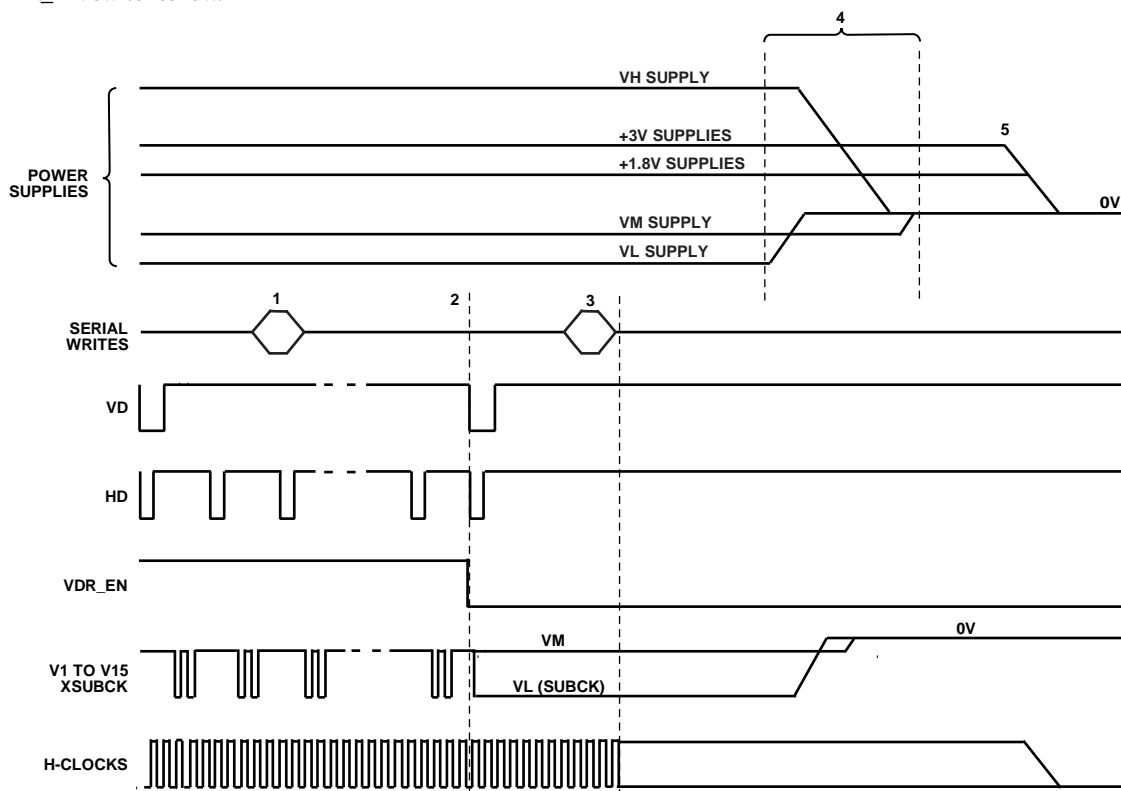 4
VH SUPPLY
+3V SUPPLIES
5
+1.8V SUPPLIES
POWER
SUPPLIES
0V
VM SUPPLY
VL SUPPLY
1
2
3
SERIAL
WRITES
VD
HD
VDR_EN
VM
0V
V1 TO V15
XSUBCK
VL (SUBCK)
H-CLOCKS